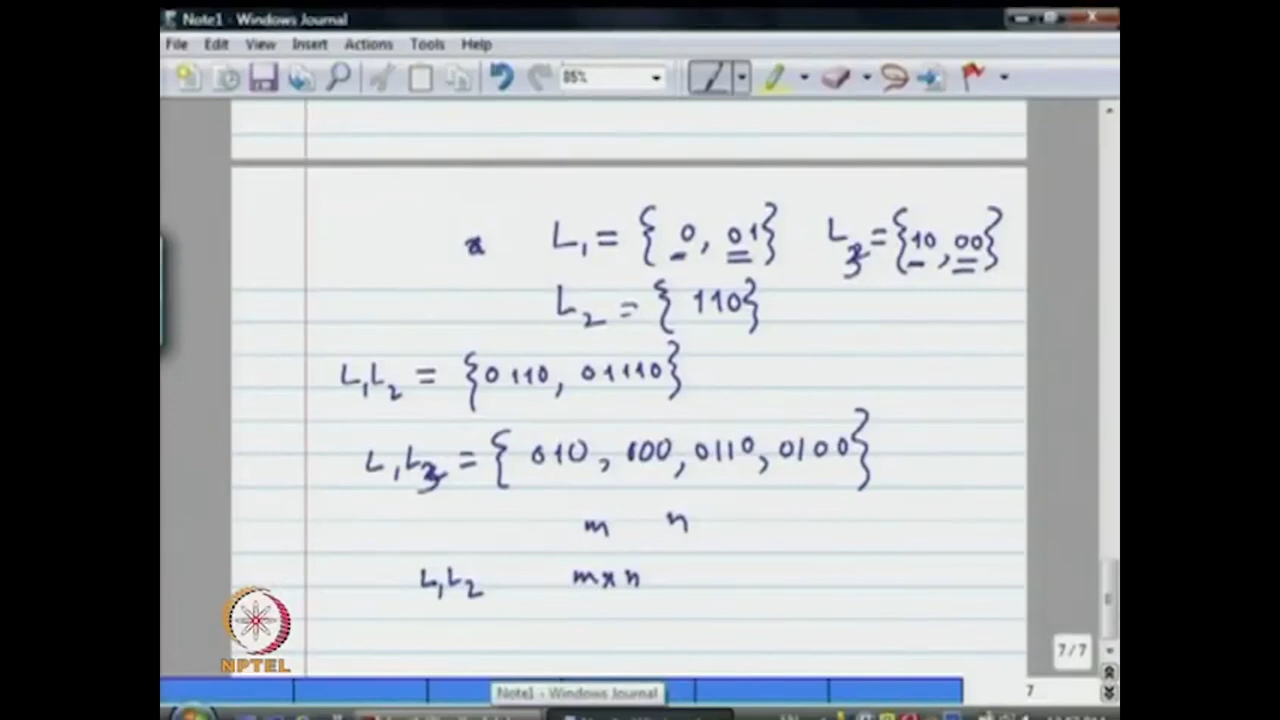 Note1 - Windows Journal
File Edit View Insert Actions Tools Help
85%
L₁ = { 0, 01} L₃ = {10, 00}
L₂ = { 110}
L₁L₂ = {0110, 01110}
L₁L₃ = { 010, 000, 0110, 0100}
m n
L₁L₂ m x n
NPTEL
7/7
Note1 - Windows Journal
7